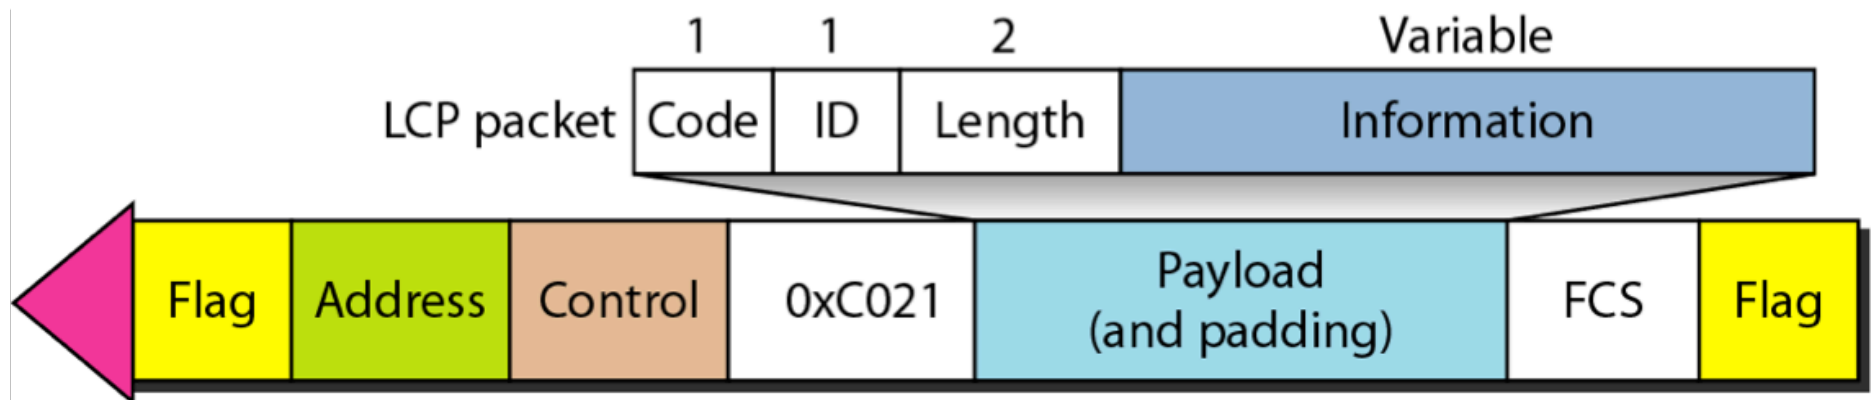 1 1 2 Variable
LCP packet Code ID Length Information
Flag Address Control 0xC021 Payload (and padding) FCS Flag